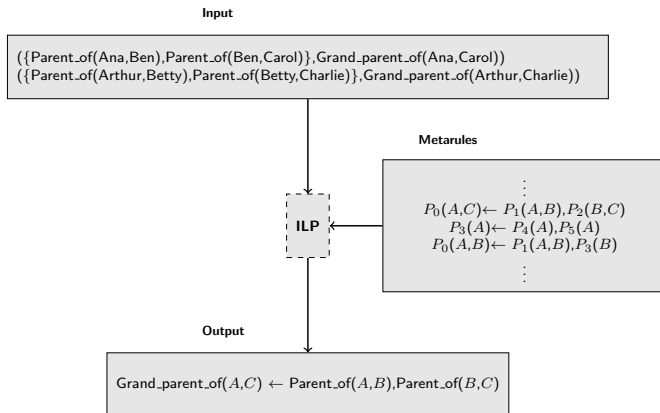 Input
({Parent_of(Ana,Ben),Parent_of(Ben,Carol)},Grand_parent_of(Ana,Carol))
({Parent_of(Arthur,Betty),Parent_of(Betty,Charlie)},Grand_parent_of(Arthur,Charlie))
Metarules
⋮
P₀(A,C)← P₁(A,B),P₂(B,C)
P₃(A)← P₄(A),P₅(A)
P₀(A,B)← P₁(A,B),P₃(B)
⋮
ILP
Output
Grand_parent_of(A,C) ← Parent_of(A,B),Parent_of(B,C)